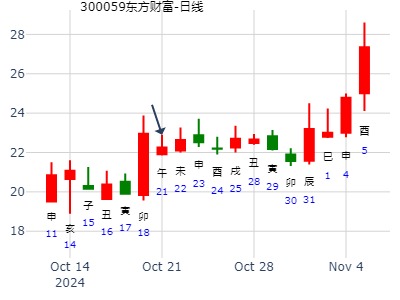 300059东方财富-日线
28
26
24
22
20
18
申
11
亥
14
子
15
丑
16
寅
17
卯
18
午
21
未
22
申
23
酉
24
戌
25
丑
28
寅
29
卯
30
辰
31
巳
1
申
4
酉
5
Oct 14
2024
Oct 21
Oct 28
Nov 4